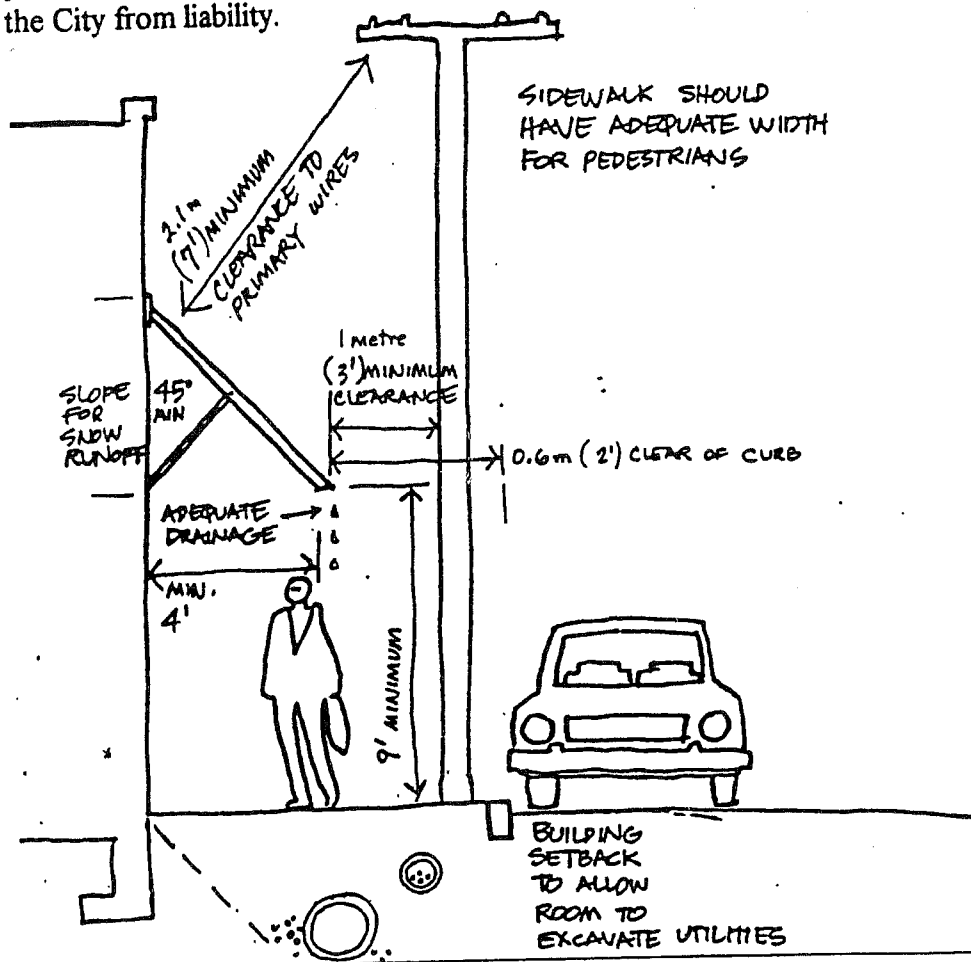 the City from liability.
SIDEWALK SHOULD
HAVE ADEQUATE WIDTH
FOR PEDESTRIANS
2.1m
(7') MINIMUM
CLEARANCE TO
PRIMARY WIRES
1 metre
(3') MINIMUM
CLEARANCE
SLOPE
FOR
SNOW
RUNOFF
45°
MIN
0.6m (2') CLEAR OF CURB
ADEQUATE
DRAINAGE
MIN.
4'
9' MINIMUM
BUILDING
SETBACK
TO ALLOW
ROOM TO
EXCAVATE UTILITIES